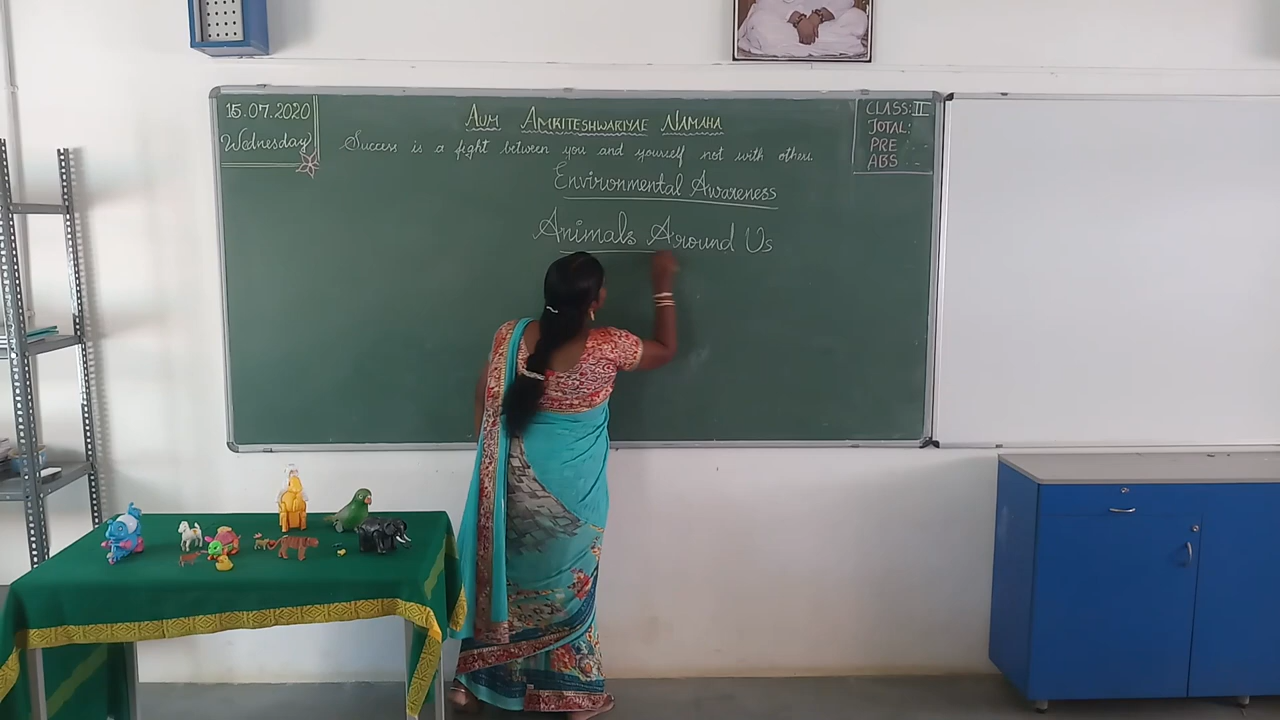 15.07.2020
Wednesday
AUM AMRITESHWARIYAE NAMAHA
Success is a fight between you and yourself not with others.
Environmental Awareness
Animals Around Us
CLASS: II
TOTAL:
PRE : -
ABS : -